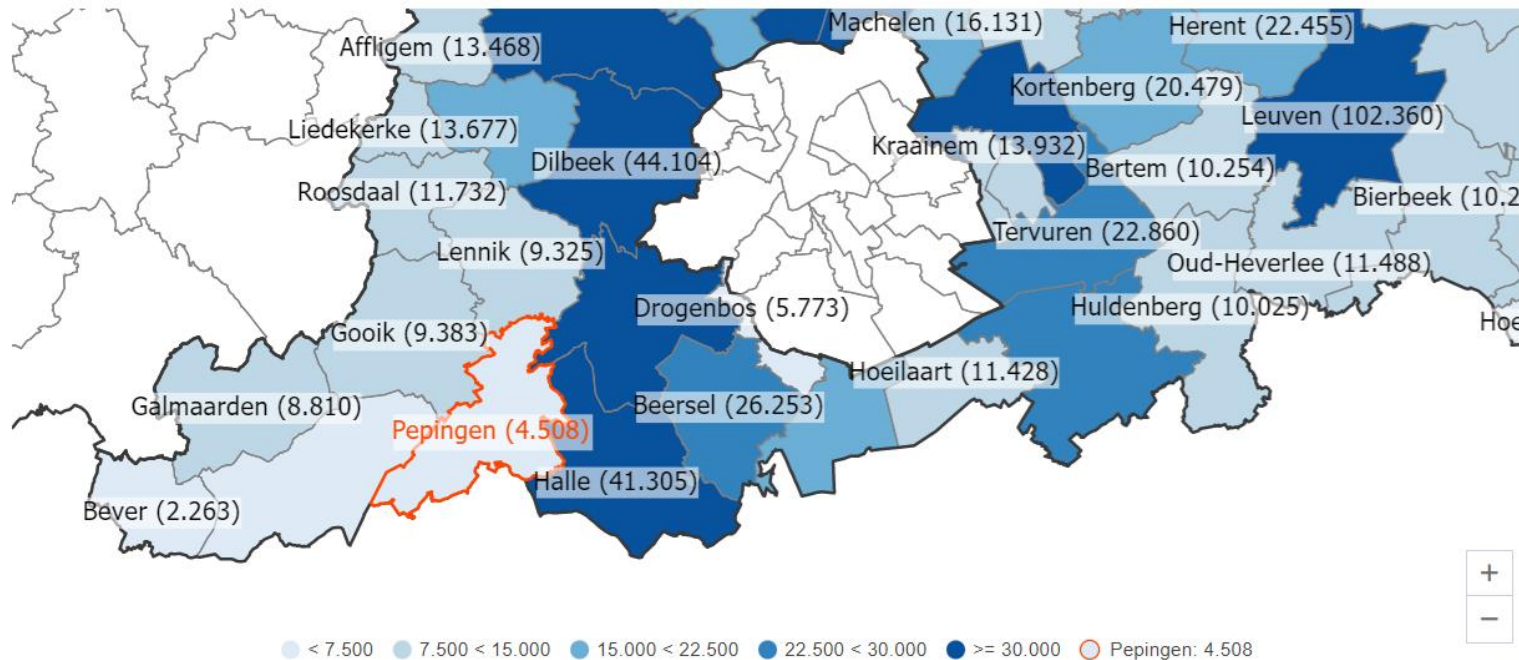 Machelen (16.131)
Herent (22.455)
Affligem (13.468)
Kortenberg (20.479)
Leuven (102.360)
Liedekerke (13.677)
Kraainem (13.932)
Dilbeek (44.104)
Bertem (10.254)
Roosdaal (11.732)
Bierbeek (10.2
Tervuren (22.860)
Lennik (9.325)
Oud-Heverlee (11.488)
Drogenbos (5.773)
Huldenberg (10.025)
Hoe
Gooik (9.383)
Hoeilaart (11.428)
Galmaarden (8.810)
Beersel (26.253)
Pepingen (4.508)
Halle (41.305)
Bever (2.263)
+
−
< 7.500 7.500 < 15.000 15.000 < 22.500 22.500 < 30.000 >= 30.000 Pepingen: 4.508